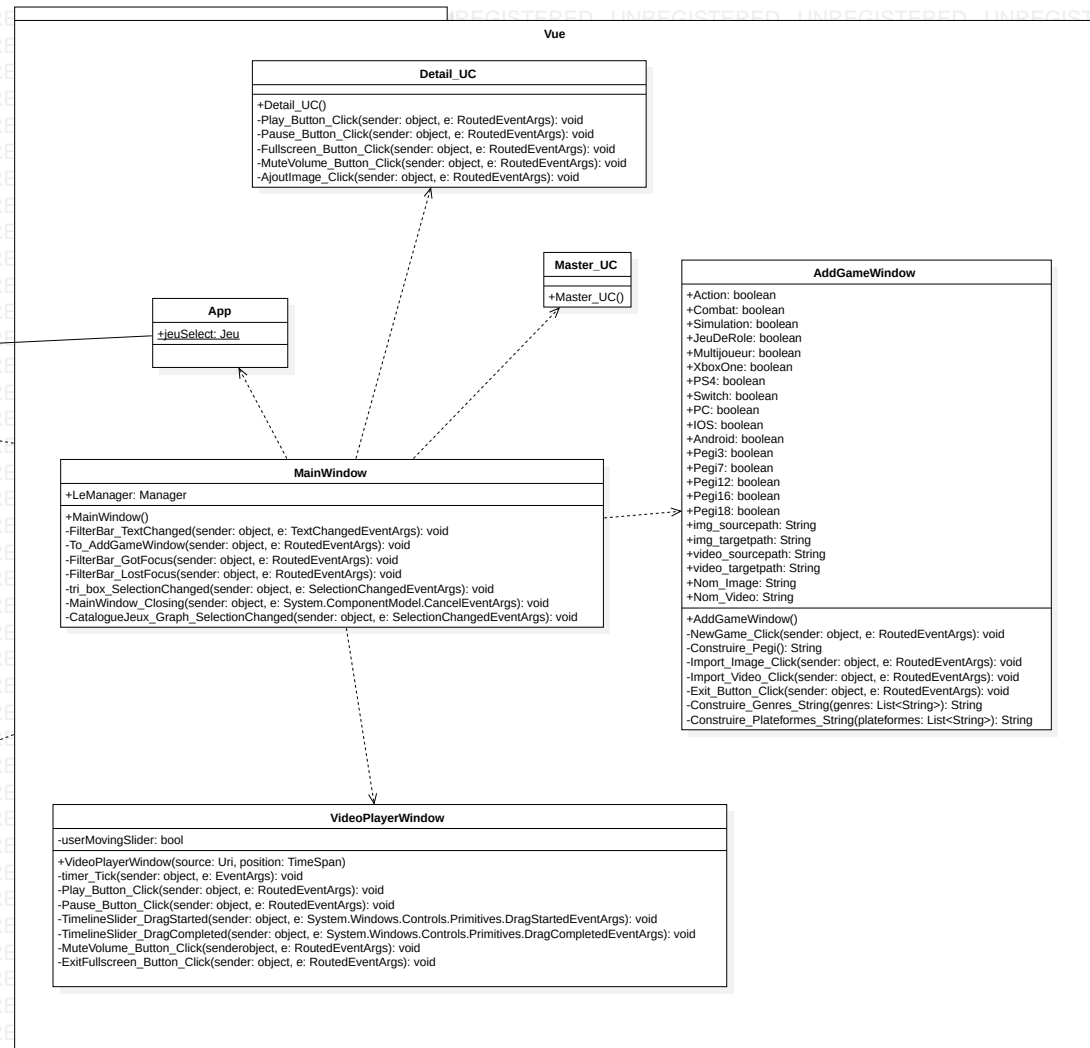 UNREGISTERED UNREGISTERED UNREGISTERED
Vue
Detail_UC
+Detail_UC()
-Play_Button_Click(sender: object, e: RoutedEventArgs): void
-Pause_Button_Click(sender: object, e: RoutedEventArgs): void
-Fullscreen_Button_Click(sender: object, e: RoutedEventArgs): void
-MuteVolume_Button_Click(sender: object, e: RoutedEventArgs): void
-AjoutImage_Click(sender: object, e: RoutedEventArgs): void
Master_UC
+Master_UC()
App
+jeuSelect: Jeu
AddGameWindow
+Action: boolean
+Combat: boolean
+Simulation: boolean
+JeuDeRole: boolean
+Multijoueur: boolean
+XboxOne: boolean
+PS4: boolean
+Switch: boolean
+PC: boolean
+IOS: boolean
+Android: boolean
+Pegi3: boolean
+Pegi7: boolean
+Pegi12: boolean
+Pegi16: boolean
+Pegi18: boolean
+img_sourcepath: String
+img_targetpath: String
+video_sourcepath: String
+video_targetpath: String
+Nom_Image: String
+Nom_Video: String
+AddGameWindow()
-NewGame_Click(sender: object, e: RoutedEventArgs): void
-Construire_Pegi(): String
-Import_Image_Click(sender: object, e: RoutedEventArgs): void
-Import_Video_Click(sender: object, e: RoutedEventArgs): void
-Exit_Button_Click(sender: object, e: RoutedEventArgs): void
-Construire_Genres_String(genres: List<String>): String
-Construire_Plateformes_String(plateformes: List<String>): String
MainWindow
+LeManager: Manager
+MainWindow()
-FilterBar_TextChanged(sender: object, e: TextChangedEventArgs): void
-To_AddGameWindow(sender: object, e: RoutedEventArgs): void
-FilterBar_GotFocus(sender: object, e: RoutedEventArgs): void
-FilterBar_LostFocus(sender: object, e: RoutedEventArgs): void
-tri_box_SelectionChanged(sender: object, e: SelectionChangedEventArgs): void
-MainWindow_Closing(sender: object, e: System.ComponentModel.CancelEventArgs): void
-CatalogueJeux_Graph_SelectionChanged(sender: object, e: SelectionChangedEventArgs): void
VideoPlayerWindow
-userMovingSlider: bool
+VideoPlayerWindow(source: Uri, position: TimeSpan)
-timer_Tick(sender: object, e: EventArgs): void
-Play_Button_Click(sender: object, e: RoutedEventArgs): void
-Pause_Button_Click(sender: object, e: RoutedEventArgs): void
-TimelineSlider_DragStarted(sender: object, e: System.Windows.Controls.Primitives.DragStartedEventArgs): void
-TimelineSlider_DragCompleted(sender: object, e: System.Windows.Controls.Primitives.DragCompletedEventArgs): void
-MuteVolume_Button_Click(senderobject, e: RoutedEventArgs): void
-ExitFullscreen_Button_Click(sender: object, e: RoutedEventArgs): void